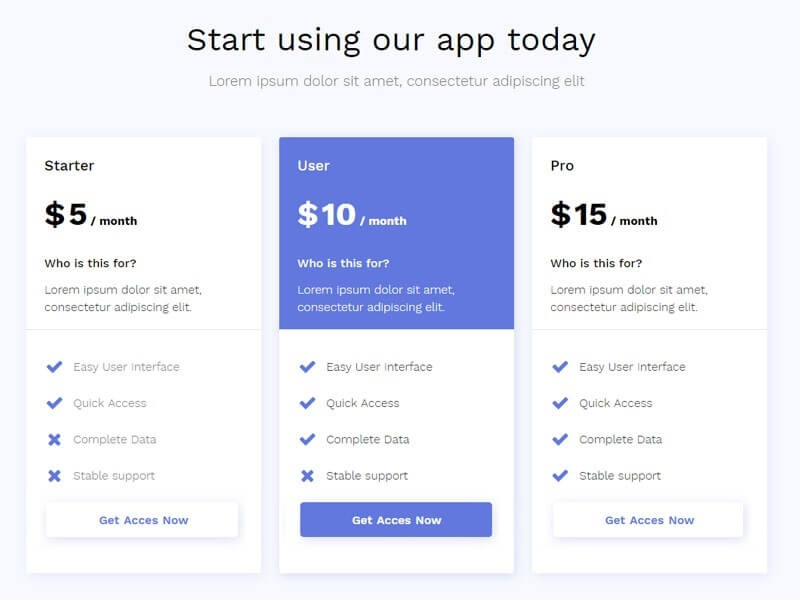 Start using our app today
Lorem ipsum dolor sit amet, consectetur adipiscing elit
Starter
$5 / month
Who is this for?
Lorem ipsum dolor sit amet,
consectetur adipiscing elit.
Easy User Interface
Quick Access
Complete Data
Stable support
Get Acces Now
User
$10 / month
Who is this for?
Lorem ipsum dolor sit amet,
consectetur adipiscing elit.
Easy User Interface
Quick Access
Complete Data
Stable support
Get Acces Now
Pro
$15 / month
Who is this for?
Lorem ipsum dolor sit amet,
consectetur adipiscing elit.
Easy User Interface
Quick Access
Complete Data
Stable support
Get Acces Now